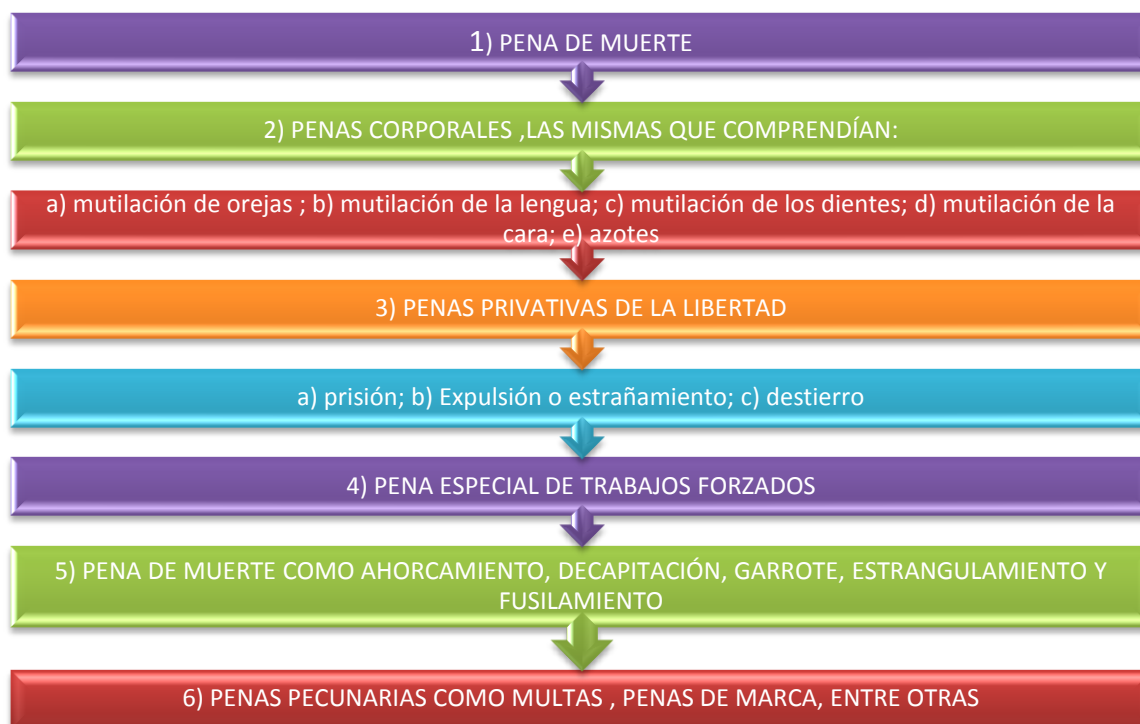 1) PENA DE MUERTE
2) PENAS CORPORALES ,LAS MISMAS QUE COMPRENDÍAN:
a) mutilación de orejas ; b) mutilación de la lengua; c) mutilación de los dientes; d) mutilación de la
cara; e) azotes
3) PENAS PRIVATIVAS DE LA LIBERTAD
a) prisión; b) Expulsión o estrañamiento; c) destierro
4) PENA ESPECIAL DE TRABAJOS FORZADOS
5) PENA DE MUERTE COMO AHORCAMIENTO, DECAPITACIÓN, GARROTE, ESTRANGULAMIENTO Y
FUSILAMIENTO
6) PENAS PECUNARIAS COMO MULTAS , PENAS DE MARCA, ENTRE OTRAS